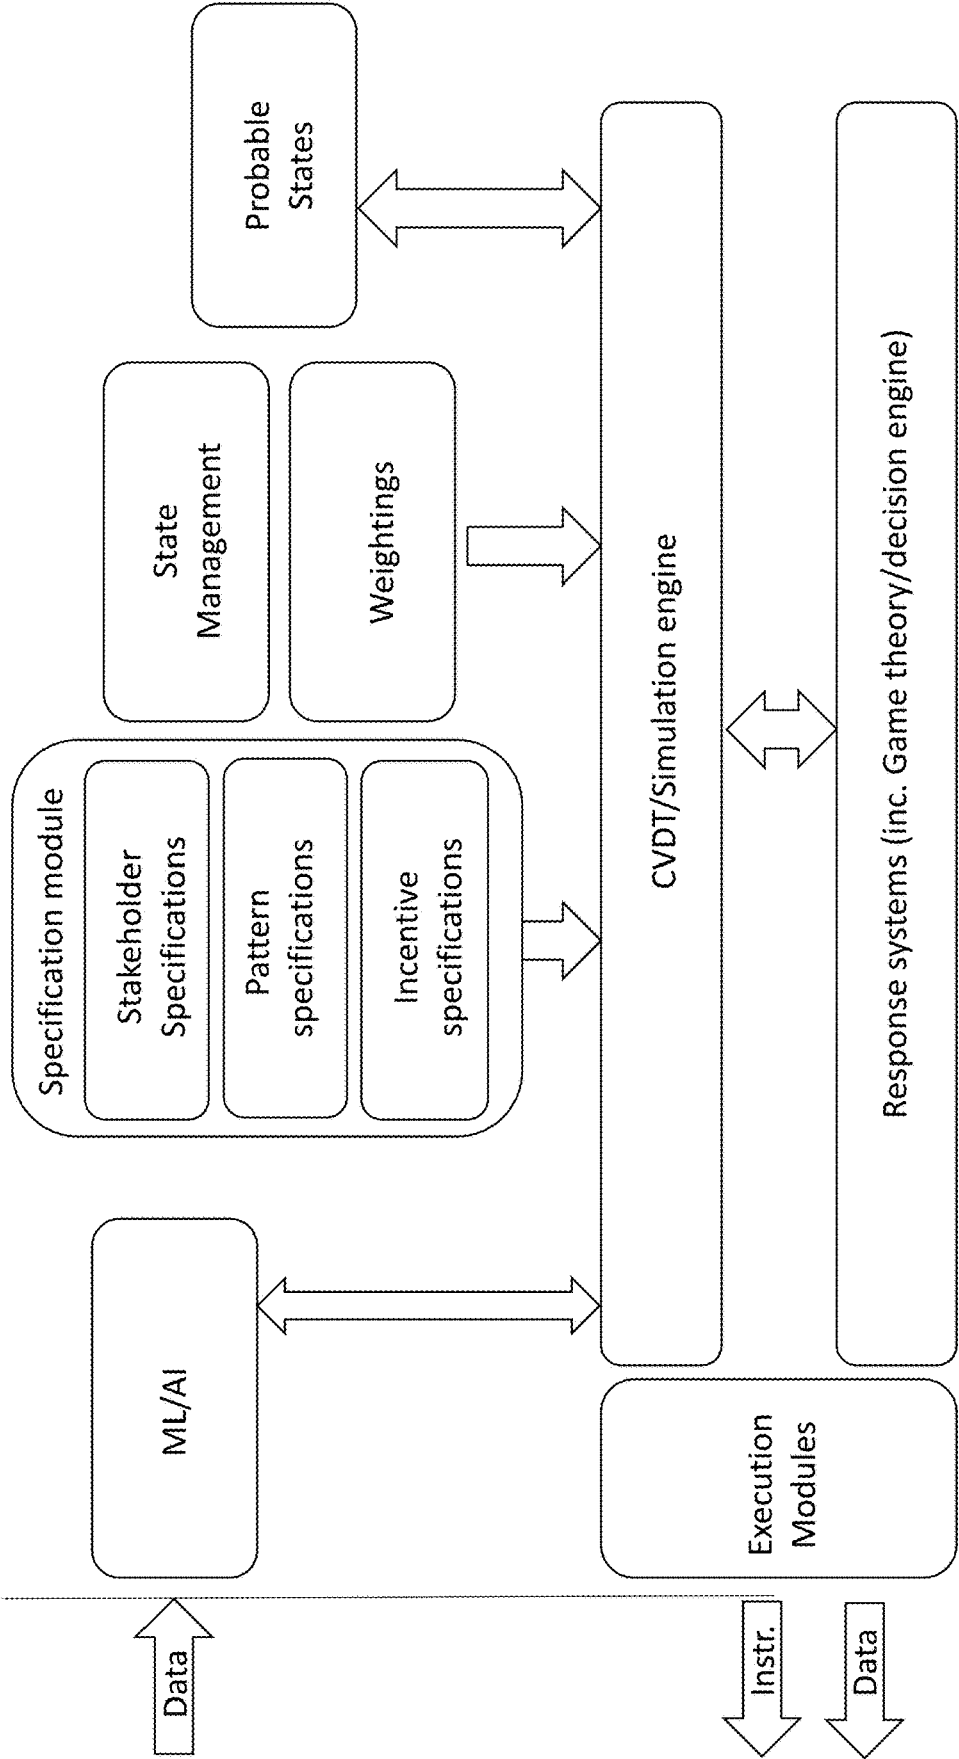 Data
ML/AI
Specification module
Stakeholder
Specifications
Pattern
specifications
Incentive
specifications
State
Management
Weightings
Probable
States
CVDT/Simulation engine
Response systems (inc. Game theory/decision engine)
Execution
Modules
Instr.
Data